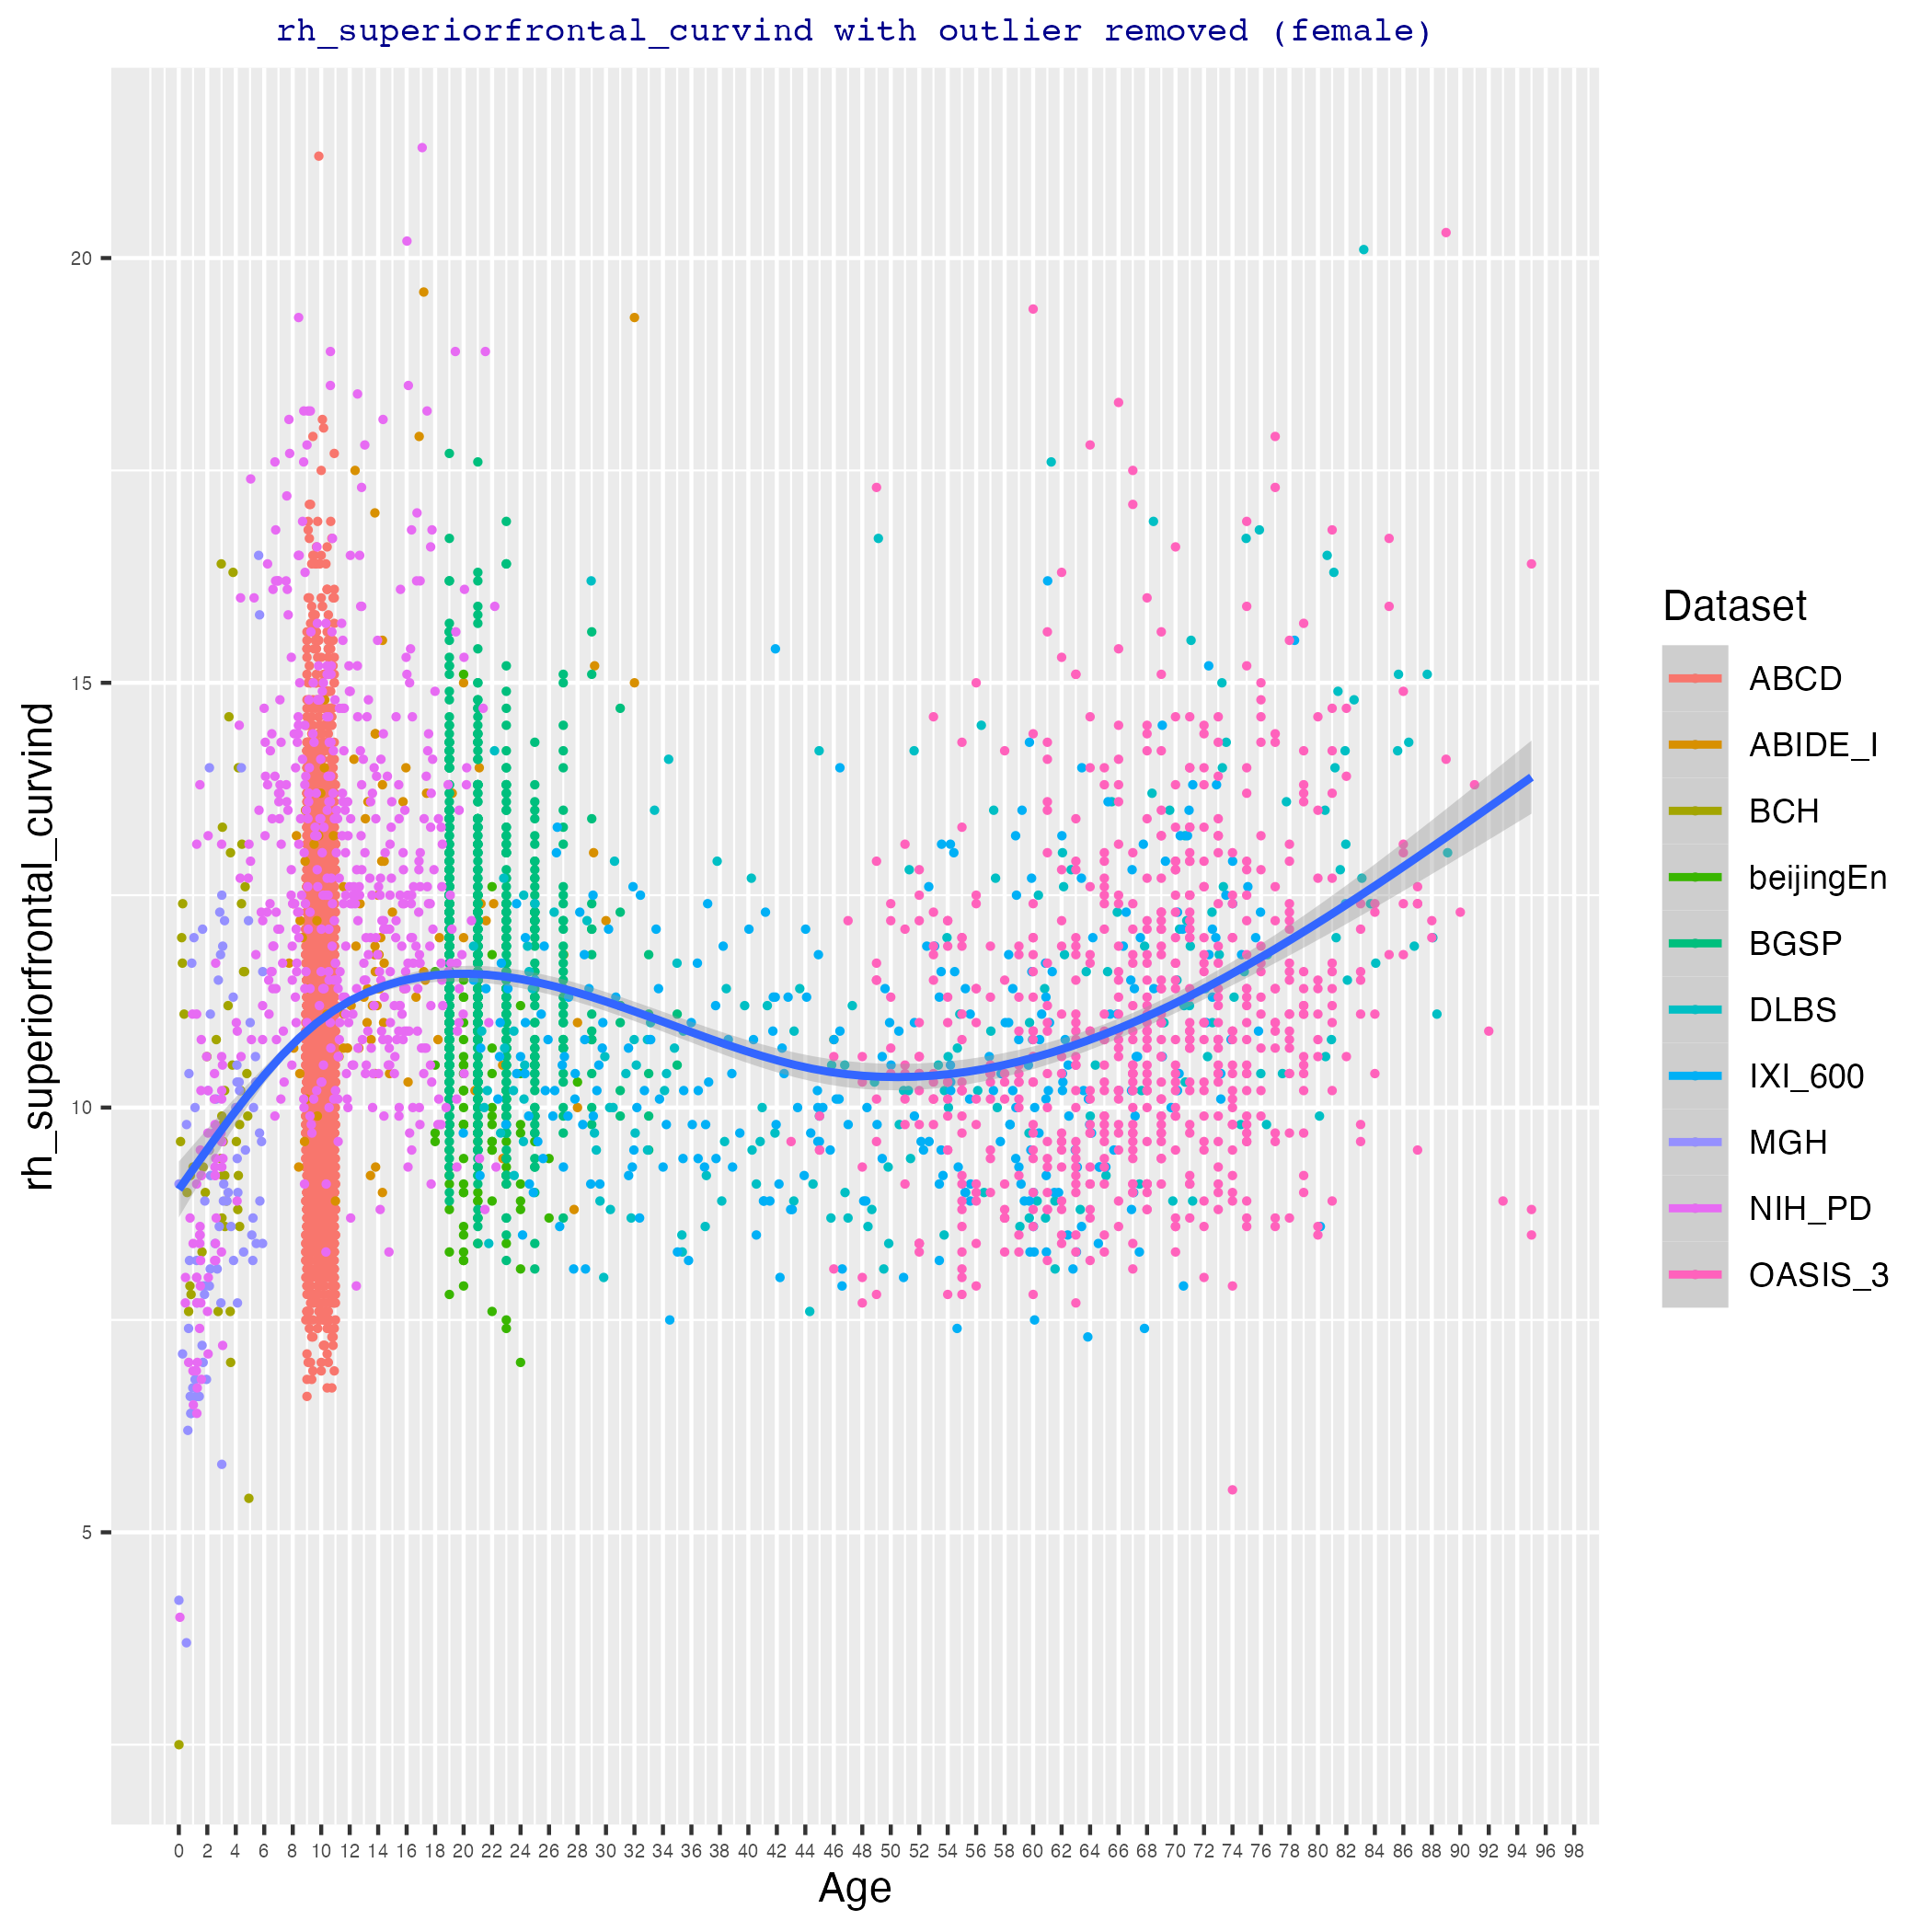 rh_superiorfrontal_curvind with outlier removed (female)
rh_superiorfrontal_curvind
20
15
10
5
0 2 4 6 8 10 12 14 16 18 20 22 24 26 28 30 32 34 36 38 40 42 44 46 48 50 52 54 56 58 60 62 64 66 68 70 72 74 76 78 80 82 84 86 88 90 92 94 96 98
Age
Dataset
ABCD
ABIDE_I
BCH
beijingEn
BGSP
DLBS
IXI_600
MGH
NIH_PD
OASIS_3